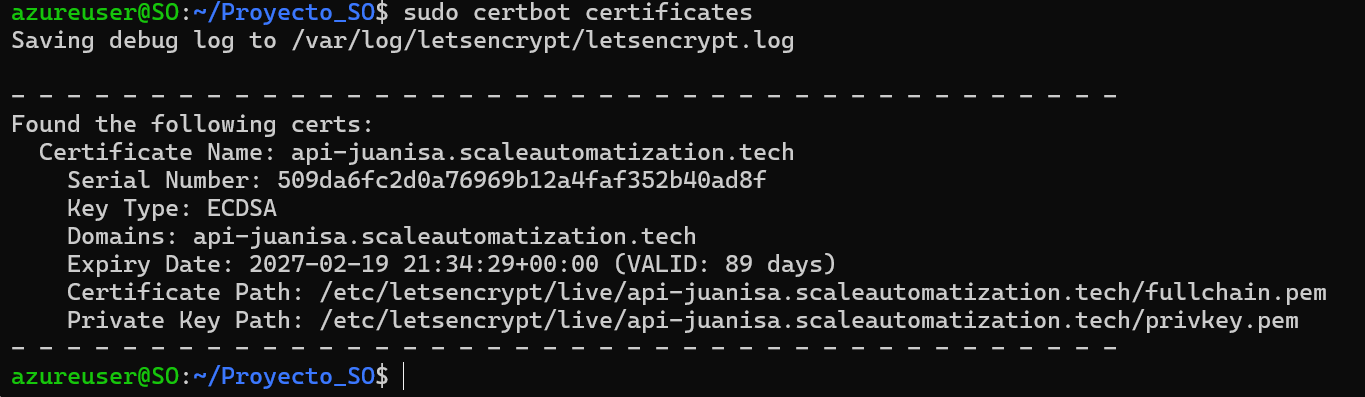 azureuser@SO:~/Proyecto_SO$ sudo certbot certificates
Saving debug log to /var/log/letsencrypt/letsencrypt.log
- - - - - - - - - - - - - - - - - - - - - - - - - - - - - - - - - - - - - - - -
Found the following certs:
  Certificate Name: api-juanisa.scaleautomatization.tech
    Serial Number: 509da6fc2d0a76969b12a4faf352b40ad8f
    Key Type: ECDSA
    Domains: api-juanisa.scaleautomatization.tech
    Expiry Date: 2027-02-19 21:34:29+00:00 (VALID: 89 days)
    Certificate Path: /etc/letsencrypt/live/api-juanisa.scaleautomatization.tech/fullchain.pem
    Private Key Path: /etc/letsencrypt/live/api-juanisa.scaleautomatization.tech/privkey.pem
- - - - - - - - - - - - - - - - - - - - - - - - - - - - - - - - - - - - - - - -
azureuser@SO:~/Proyecto_SO$